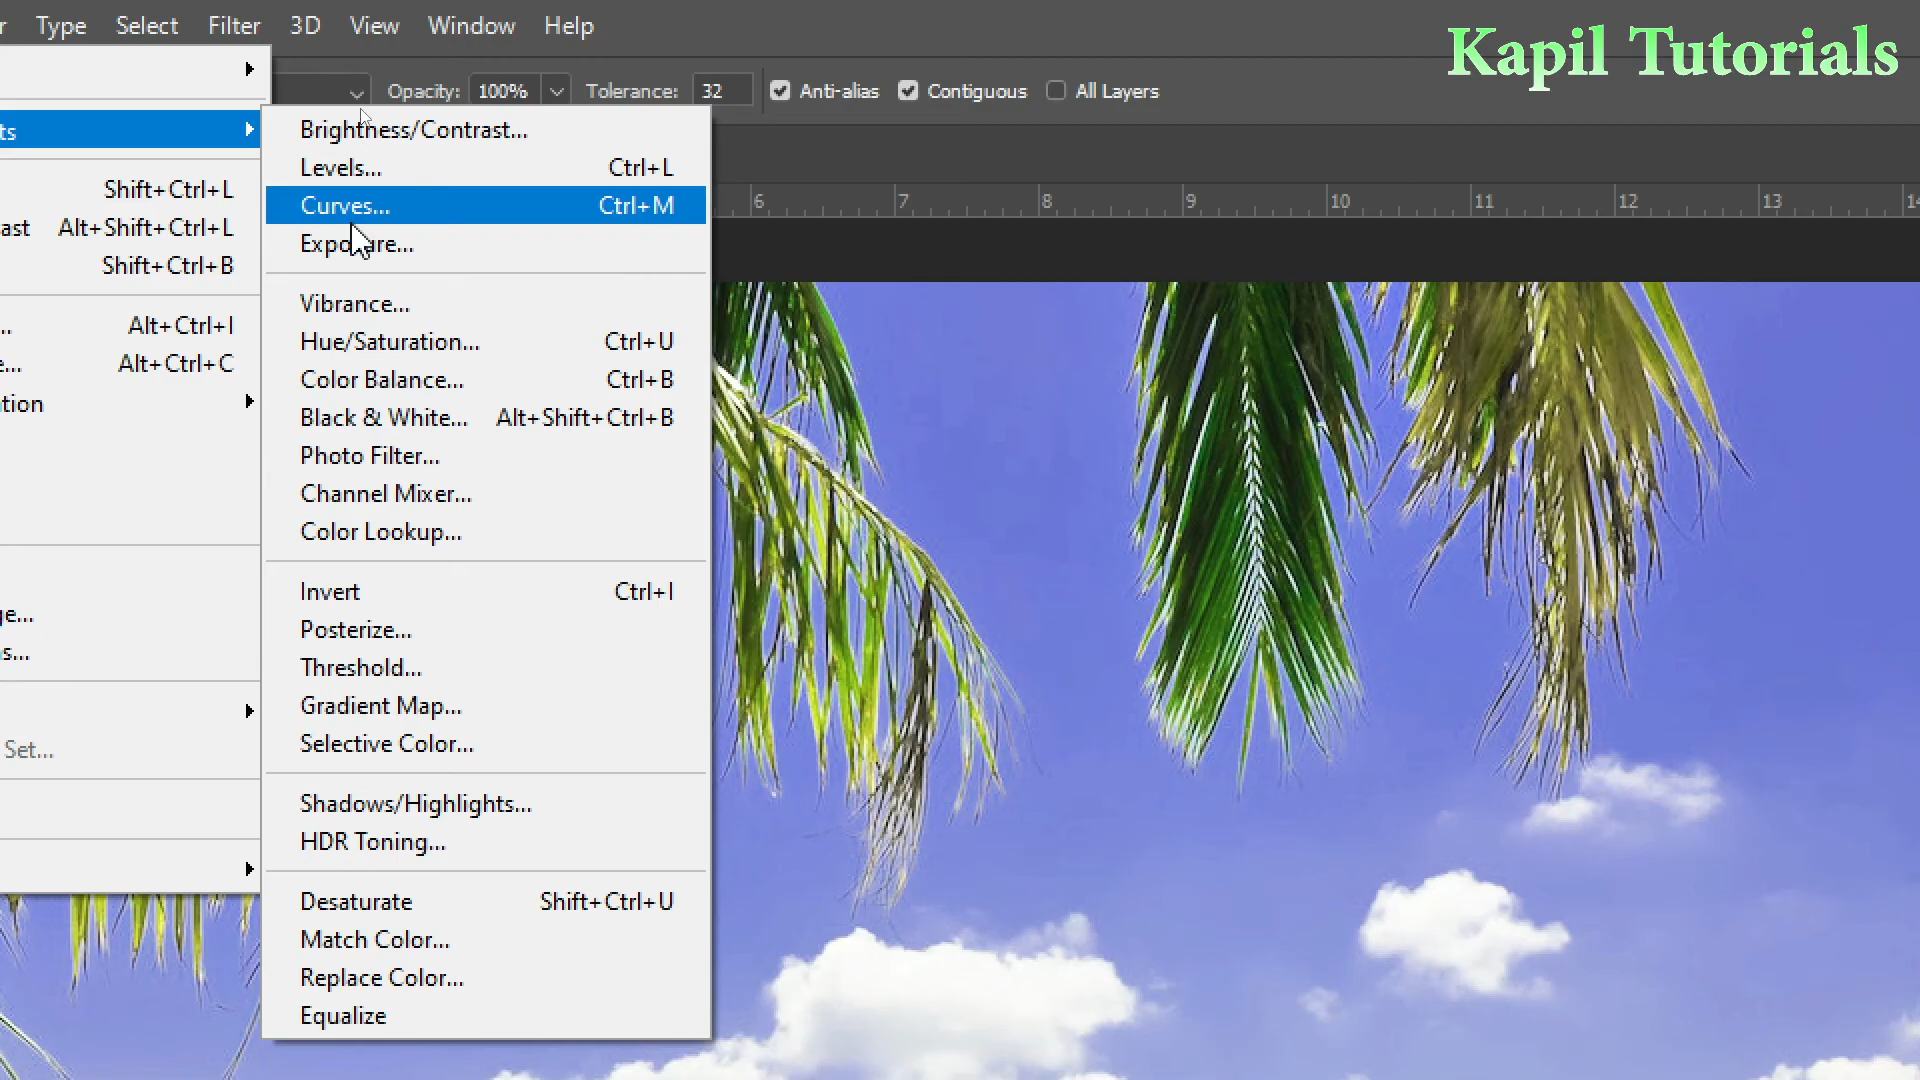 Type Select Filter 3D View Window Help
Kapil Tutorials
Opacity: 100% Tolerance: 32 Anti-alias Contiguous All Layers
ts
Shift+Ctrl+L
ast Alt+Shift+Ctrl+L
Shift+Ctrl+B
... Alt+Ctrl+I
e... Alt+Ctrl+C
tion
ge...
s...
Set...
Brightness/Contrast...
Levels... Ctrl+L
Curves... Ctrl+M
Exposure...
Vibrance...
Hue/Saturation... Ctrl+U
Color Balance... Ctrl+B
Black & White... Alt+Shift+Ctrl+B
Photo Filter...
Channel Mixer...
Color Lookup...
Invert Ctrl+I
Posterize...
Threshold...
Gradient Map...
Selective Color...
Shadows/Highlights...
HDR Toning...
Desaturate Shift+Ctrl+U
Match Color...
Replace Color...
Equalize
6 7 8 9 10 11 12 13 14